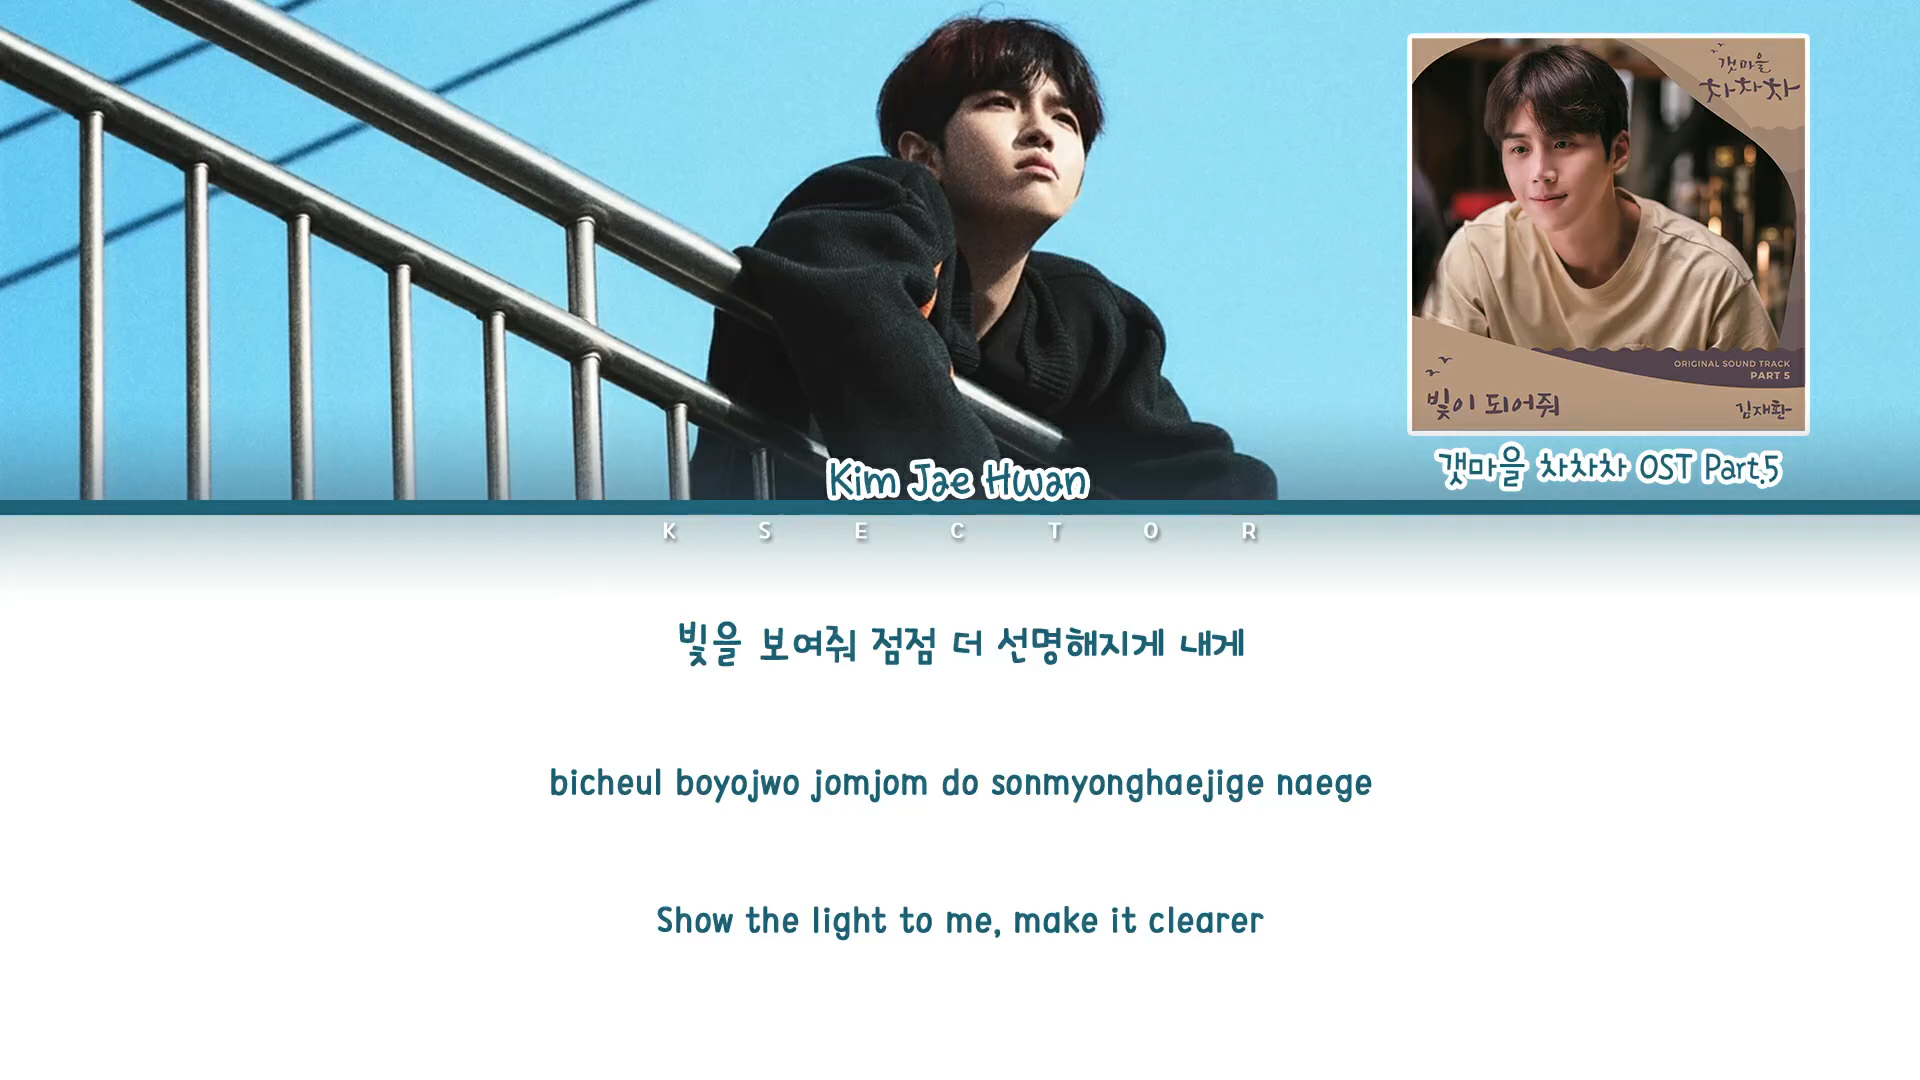 갯마을
차차차
ORIGINAL SOUND TRACK
PART 5
빛이 되어줘
김재환
Kim Jae Hwan
갯마을 차차차 OST Part.5
K S E C T O R
빛을 보여줘 점점 더 선명해지게 내게
bicheul boyojwo jomjom do sonmyonghaejige naege
Show the light to me, make it clearer